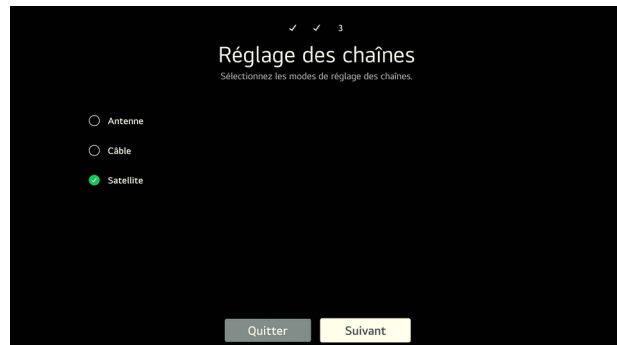 ✓ ✓ 3
Réglage des chaînes
Sélectionnez les modes de réglage des chaînes.
Antenne
Câble
Satellite
Quitter Suivant